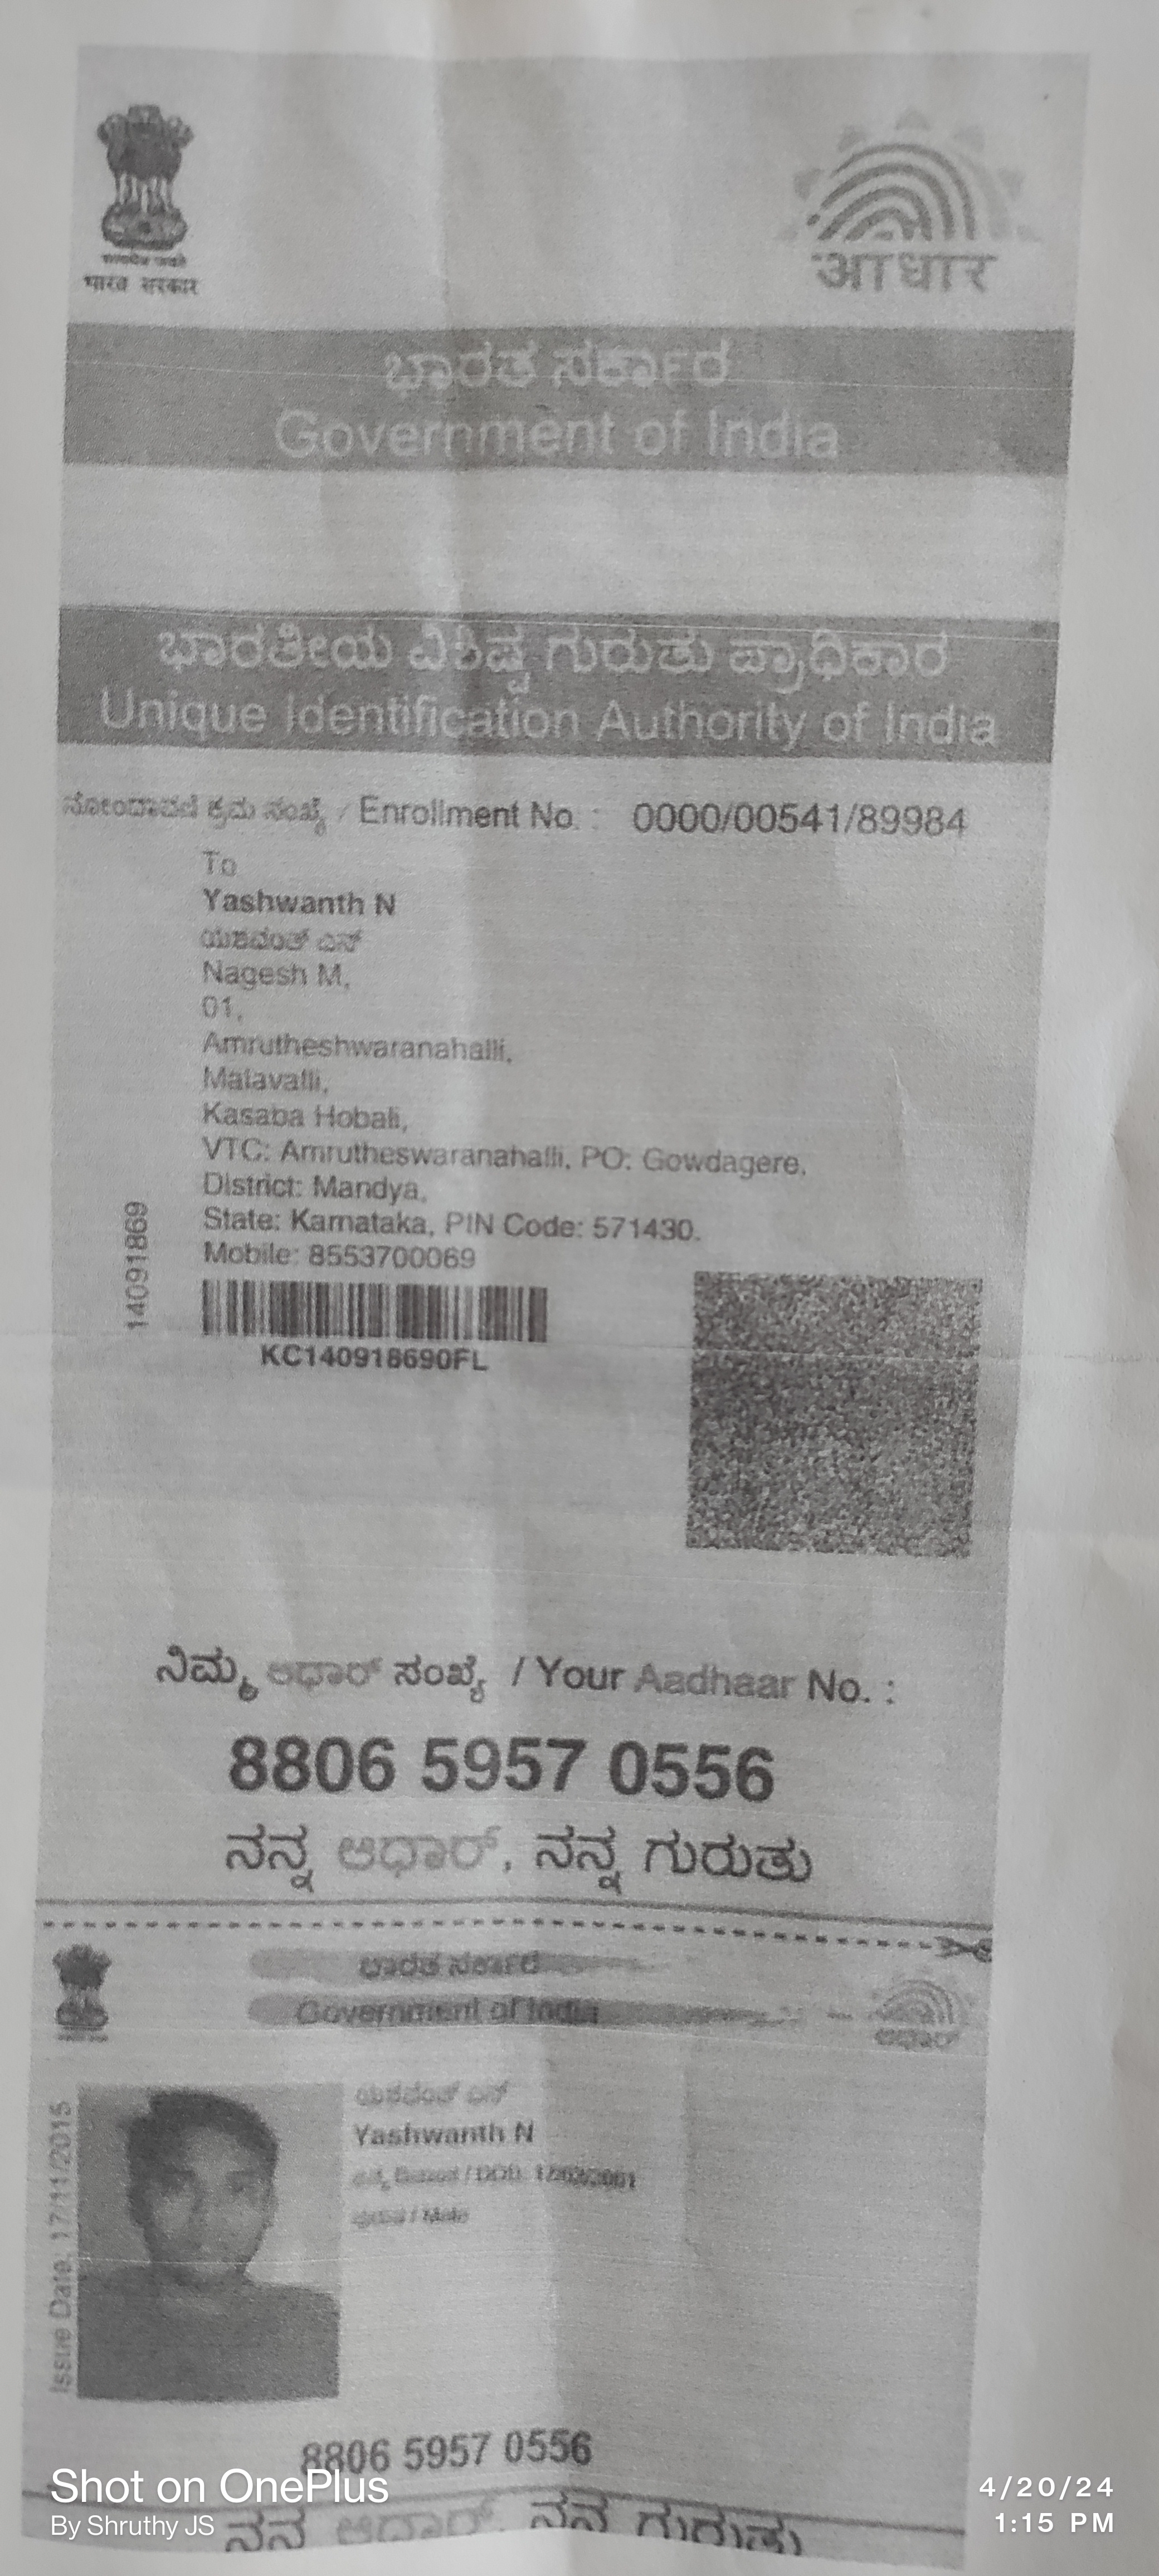 भारत सरकार
आधार
ಭಾರತ ಸರ್ಕಾರ
Government of India
ಭಾರತೀಯ ವಿಶಿಷ್ಟ ಗುರುತು ಪ್ರಾಧಿಕಾರ
Unique Identification Authority of India
ನೋಂದಾವಣೆ ಕ್ರಮ ಸಂಖ್ಯೆ / Enrollment No. : 0000/00541/89984
To
Yashwanth N
ಯಶವಂತ್ ಎನ್
Nagesh M,
01,
Amrutheshwaranahalli,
Malavalli,
Kasaba Hobali,
VTC: Amrutheswaranahalli, PO: Gowdagere,
District: Mandya,
State: Karnataka, PIN Code: 571430.
Mobile: 8553700069
14091869
KC140918690FL
ನಿಮ್ಮ ಆಧಾರ್ ಸಂಖ್ಯೆ / Your Aadhaar No. :
8806 5957 0556
ನನ್ನ ಆಧಾರ್, ನನ್ನ ಗುರುತು
ಭಾರತ ಸರ್ಕಾರ
Government of India
ಆಧಾರ್
ಯಶವಂತ್ ಎನ್
Yashwanth N
/ DOB:
/ Male
Issue Date: 17/11/2015
8806 5957 0556
ನನ್ನ ಆಧಾರ್, ನನ್ನ ಗುರುತು
Shot on OnePlus
By Shruthy JS
4/20/24
1:15 PM